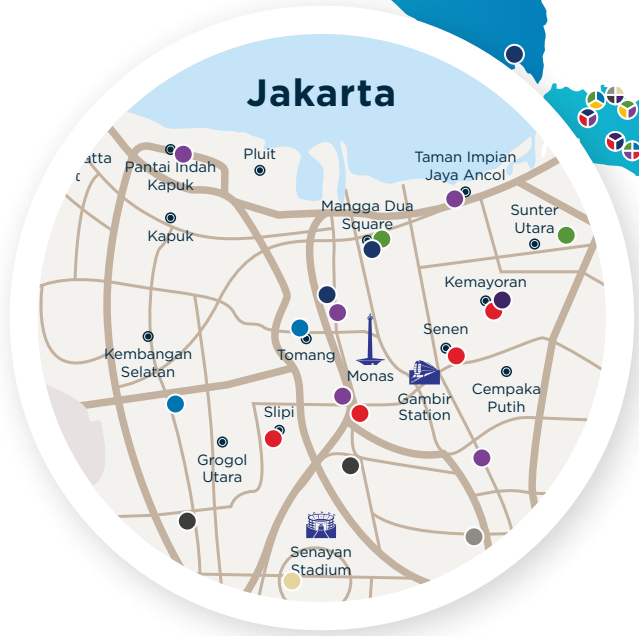 Jakarta
atta
Pantai Indah
Kapuk
Pluit
Taman Impian
Jaya Ancol
Mangga Dua
Square
Sunter
Utara
Kapuk
Kemayoran
Senen
Kembangan
Selatan
Tomang
Monas
Gambir
Station
Cempaka
Putih
Slipi
Grogol
Utara
Senayan
Stadium